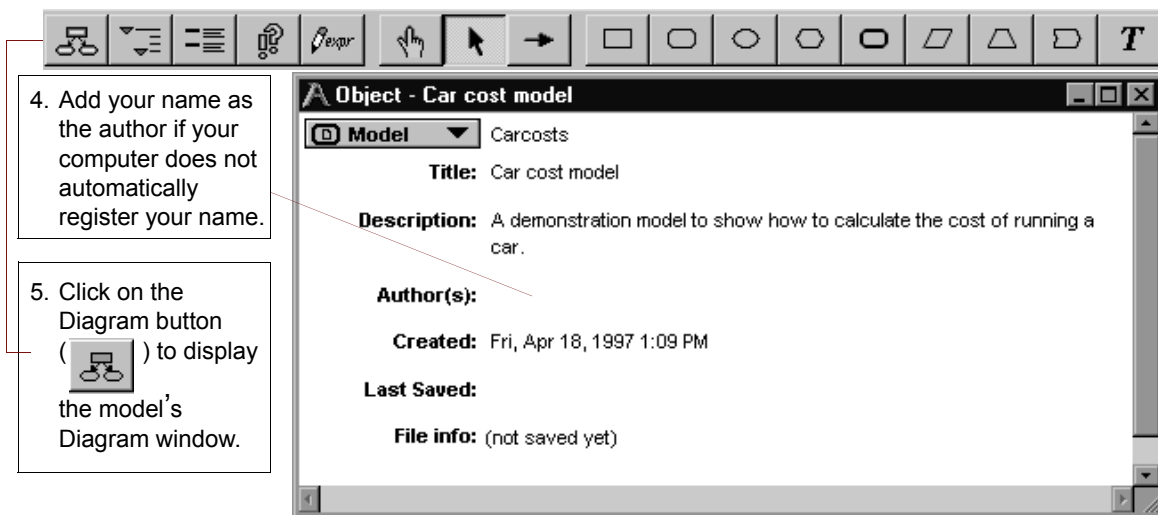 expr
T
4. Add your name as
the author if your
computer does not
automatically
register your name.
5. Click on the
Diagram button
( ) to display
the model's
Diagram window.
Object - Car cost model
D Model Carcosts
Title: Car cost model
Description: A demonstration model to show how to calculate the cost of running a
car.
Author(s):
Created: Fri, Apr 18, 1997 1:09 PM
Last Saved:
File info: (not saved yet)